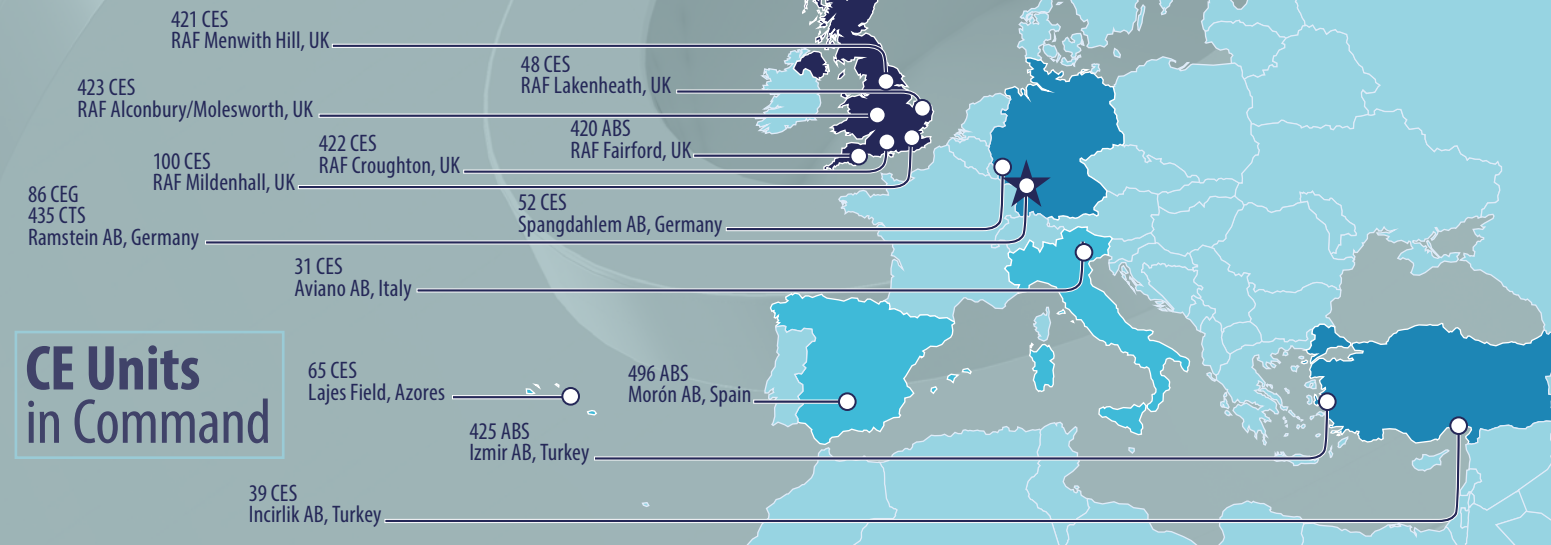 421 CES
RAF Menwith Hill, UK
48 CES
RAF Lakenheath, UK
423 CES
RAF Alconbury/Molesworth, UK
420 ABS
RAF Fairford, UK
422 CES
RAF Croughton, UK
100 CES
RAF Mildenhall, UK
86 CEG
435 CTS
Ramstein AB, Germany
52 CES
Spangdahlem AB, Germany
31 CES
Aviano AB, Italy
CE Units
in Command
65 CES
Lajes Field, Azores
496 ABS
Morón AB, Spain
425 ABS
Izmir AB, Turkey
39 CES
Incirlik AB, Turkey